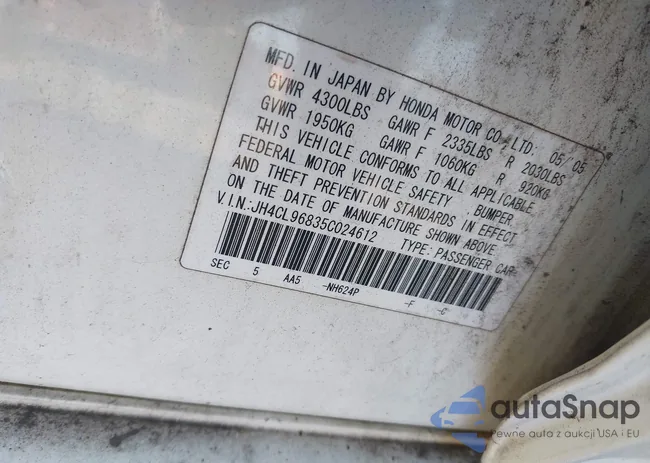 MFD. IN JAPAN BY HONDA MOTOR CO., LTD. 05/'05
GVWR 4300LBS GAWR F 2335LBS R 2030LBS
GVWR 1950KG GAWR F 1060KG R 920KG
THIS VEHICLE CONFORMS TO ALL APPLICABLE
FEDERAL MOTOR VEHICLE SAFETY, BUMPER
AND THEFT PREVENTION STANDARDS IN EFFECT
ON THE DATE OF MANUFACTURE SHOWN ABOVE
V.I.N:JH4CL96835C024612 TYPE: PASSENGER CAR
SEC 5 AA5 -NH624P -F -C
autaSnap
Pewne auta z aukcji USA i EU